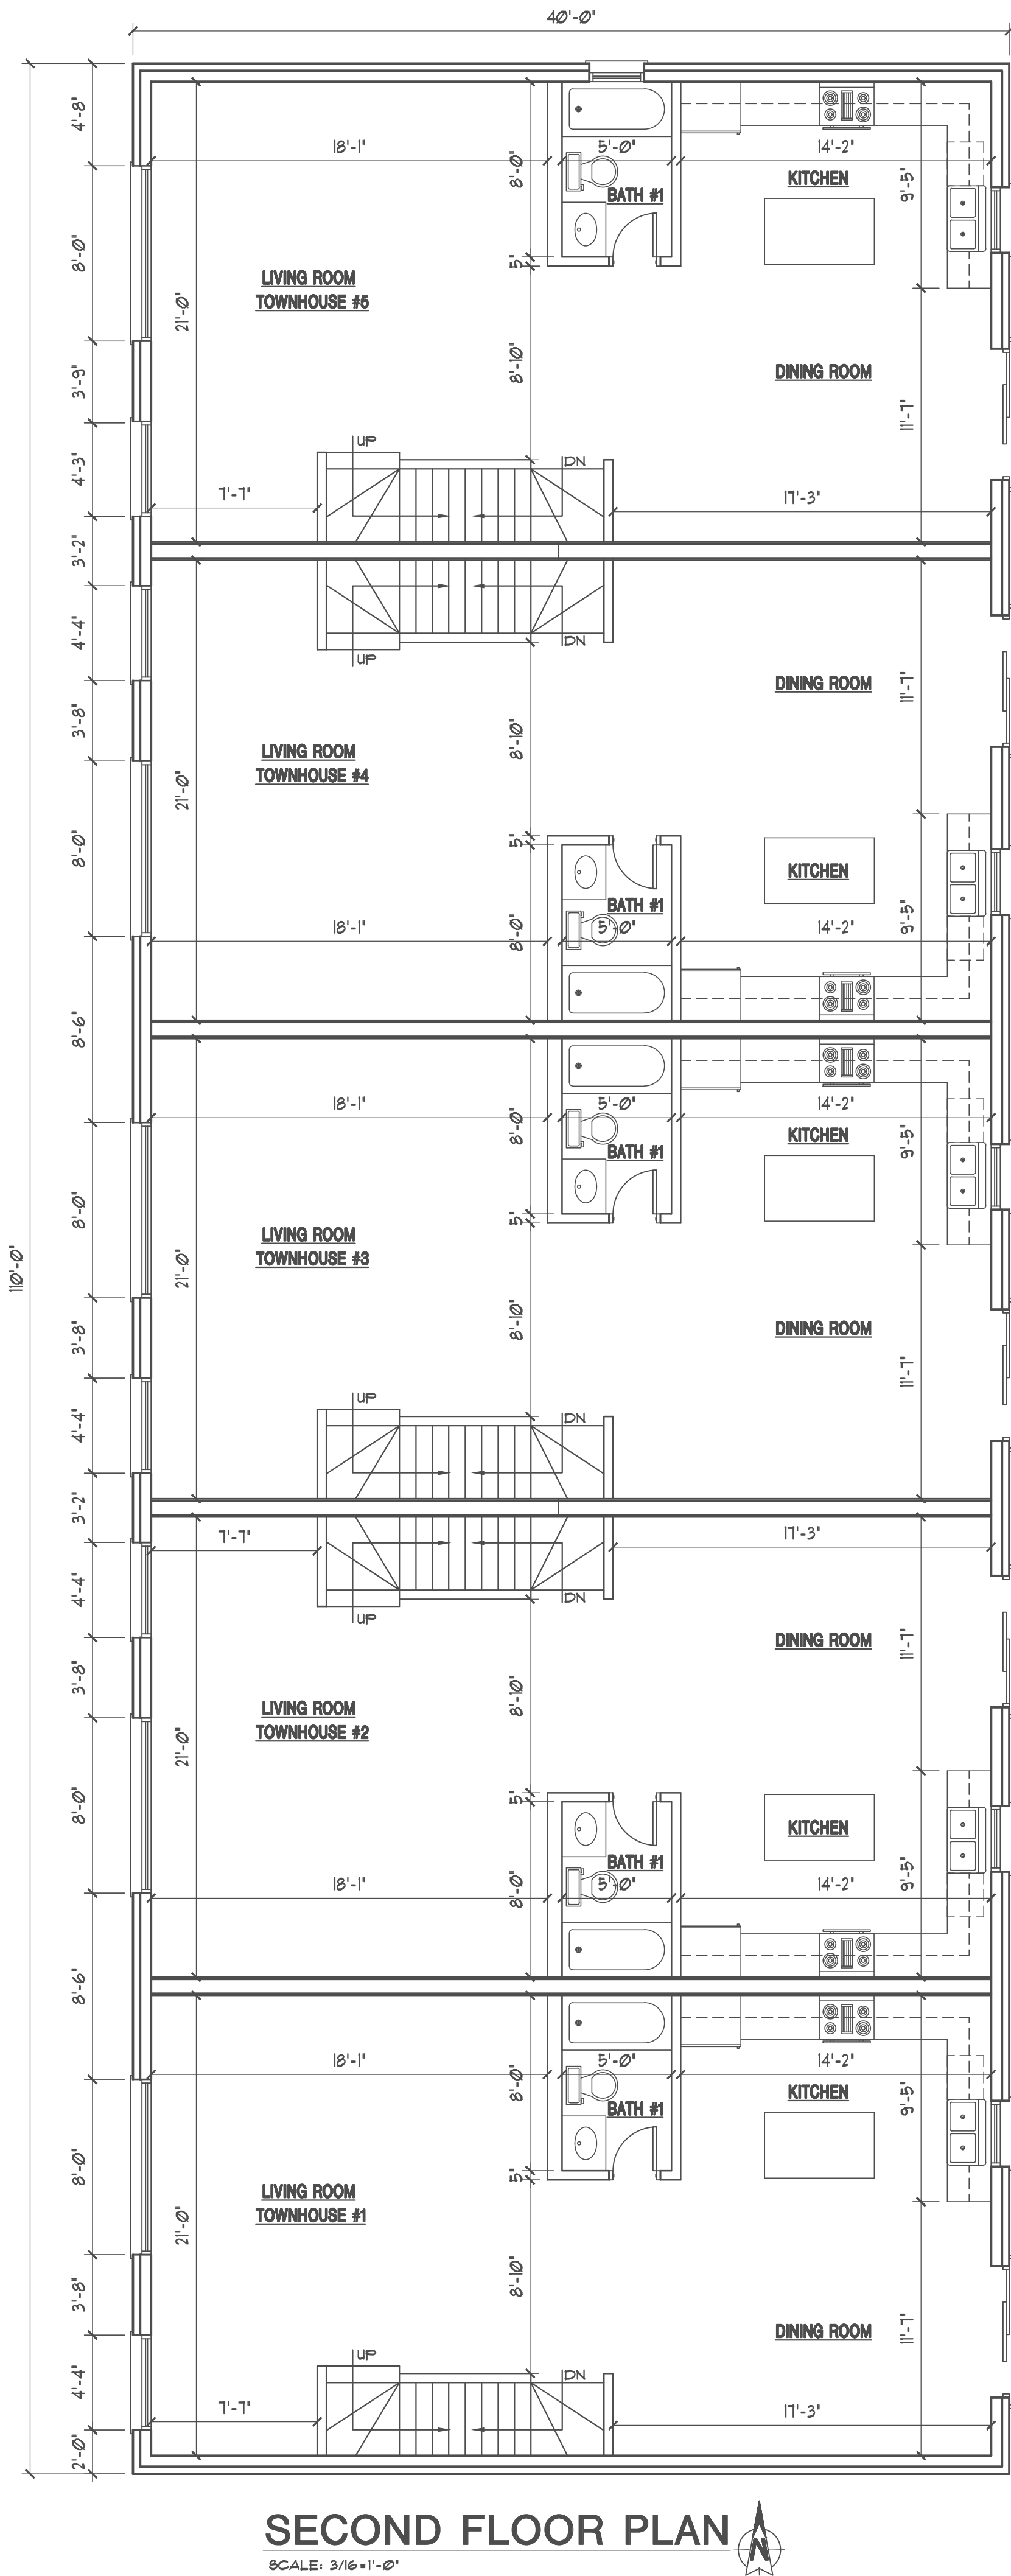 40'-0"
110'-0"
4'-8"
8'-0"
3'-9"
4'-3"
3'-2"
4'-4"
3'-8"
8'-0"
8'-6"
8'-0"
3'-8"
4'-4"
3'-2"
4'-4"
3'-8"
8'-0"
8'-6"
8'-0"
3'-8"
4'-4"
2'-0"
18'-1"
8'-0"
5'-0"
14'-2"
BATH #1
KITCHEN
9'-5"
5"
LIVING ROOM
TOWNHOUSE #5
21'-0"
8'-10"
DINING ROOM
11'-7"
UP
DN
7'-7"
17'-3"
UP
DN
DINING ROOM
11'-7"
8'-10"
LIVING ROOM
TOWNHOUSE #4
21'-0"
5"
KITCHEN
BATH #1
18'-1"
8'-0"
5'-0"
14'-2"
9'-5"
18'-1"
8'-0"
5'-0"
14'-2"
BATH #1
KITCHEN
9'-5"
5"
LIVING ROOM
TOWNHOUSE #3
21'-0"
8'-10"
DINING ROOM
11'-7"
UP
DN
7'-7"
17'-3"
UP
DN
DINING ROOM
11'-7"
8'-10"
LIVING ROOM
TOWNHOUSE #2
21'-0"
5"
KITCHEN
BATH #1
18'-1"
8'-0"
5'-0"
14'-2"
9'-5"
18'-1"
8'-0"
5'-0"
14'-2"
BATH #1
KITCHEN
9'-5"
5"
LIVING ROOM
TOWNHOUSE #1
21'-0"
8'-10"
DINING ROOM
11'-7"
UP
DN
7'-7"
17'-3"
SECOND FLOOR PLAN
N
SCALE: 3/16=1'-0"